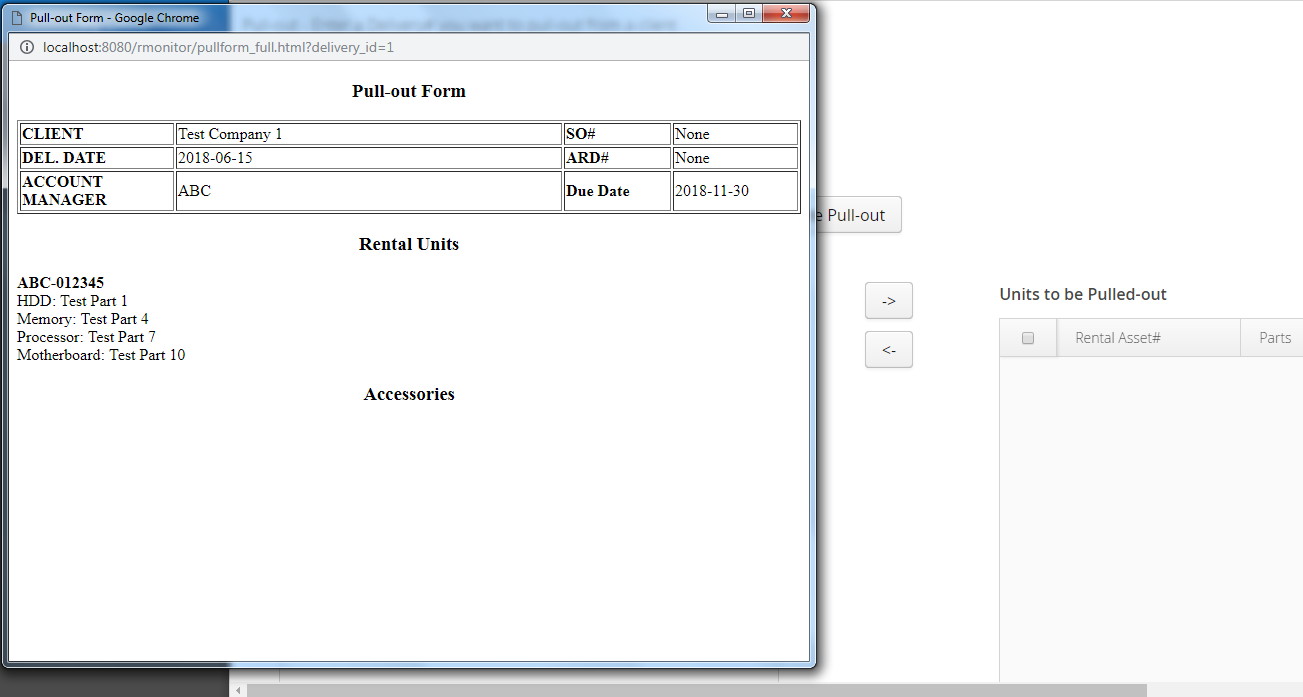 Pull-out Form - Google Chrome
localhost:8080/rmonitor/pullform_full.html?delivery_id=1
Pull-out Form
CLIENT Test Company 1 SO# None
DEL. DATE 2018-06-15 ARD# None
ACCOUNT
MANAGER ABC Due Date 2018-11-30
Rental Units
ABC-012345
HDD: Test Part 1
Memory: Test Part 4
Processor: Test Part 7
Motherboard: Test Part 10
Accessories
Pull-out
->
<-
Units to be Pulled-out
Rental Asset# Parts